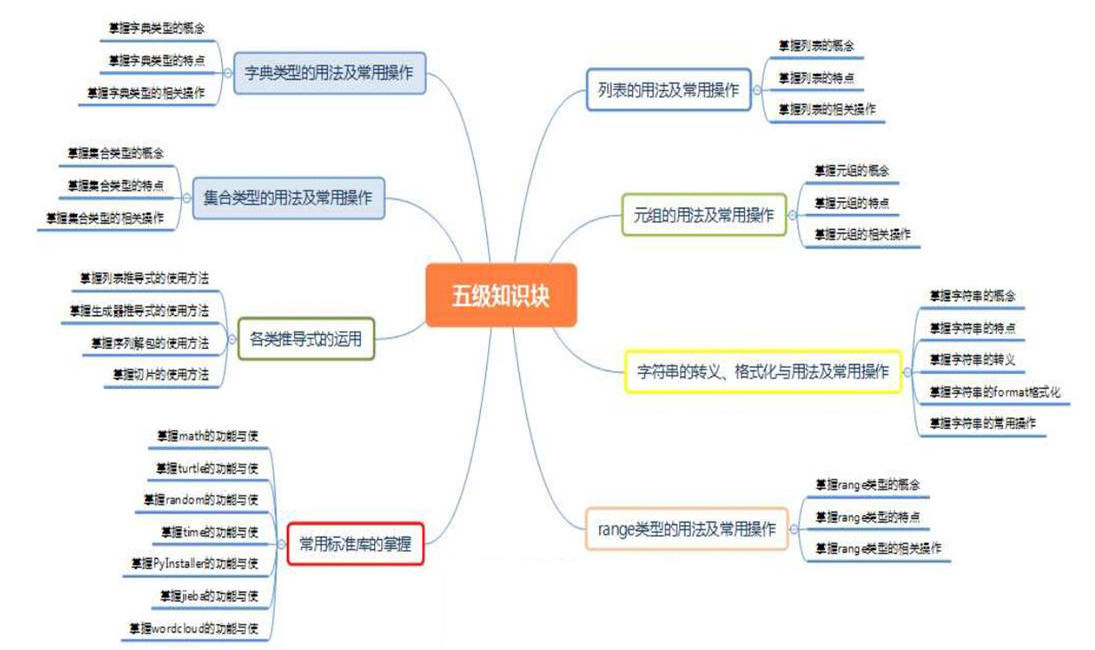 五级知识块
字典类型的用法及常用操作
掌握字典类型的概念
掌握字典类型的特点
掌握字典类型的相关操作
集合类型的用法及常用操作
掌握集合类型的概念
掌握集合类型的特点
掌握集合类型的相关操作
各类推导式的运用
掌握列表推导式的使用方法
掌握生成器推导式的使用方法
掌握序列解包的使用方法
掌握切片的使用方法
常用标准库的掌握
掌握math的功能与使
掌握turtle的功能与使
掌握random的功能与使
掌握time的功能与使
掌握PyInstaller的功能与使
掌握jieba的功能与使
掌握wordcloud的功能与使
列表的用法及常用操作
掌握列表的概念
掌握列表的特点
掌握列表的相关操作
元组的用法及常用操作
掌握元组的概念
掌握元组的特点
掌握元组的相关操作
字符串的转义、格式化与用法及常用操作
掌握字符串的概念
掌握字符串的特点
掌握字符串的转义
掌握字符串的format格式化
掌握字符串的常用操作
range类型的用法及常用操作
掌握range类型的概念
掌握range类型的特点
掌握range类型的相关操作